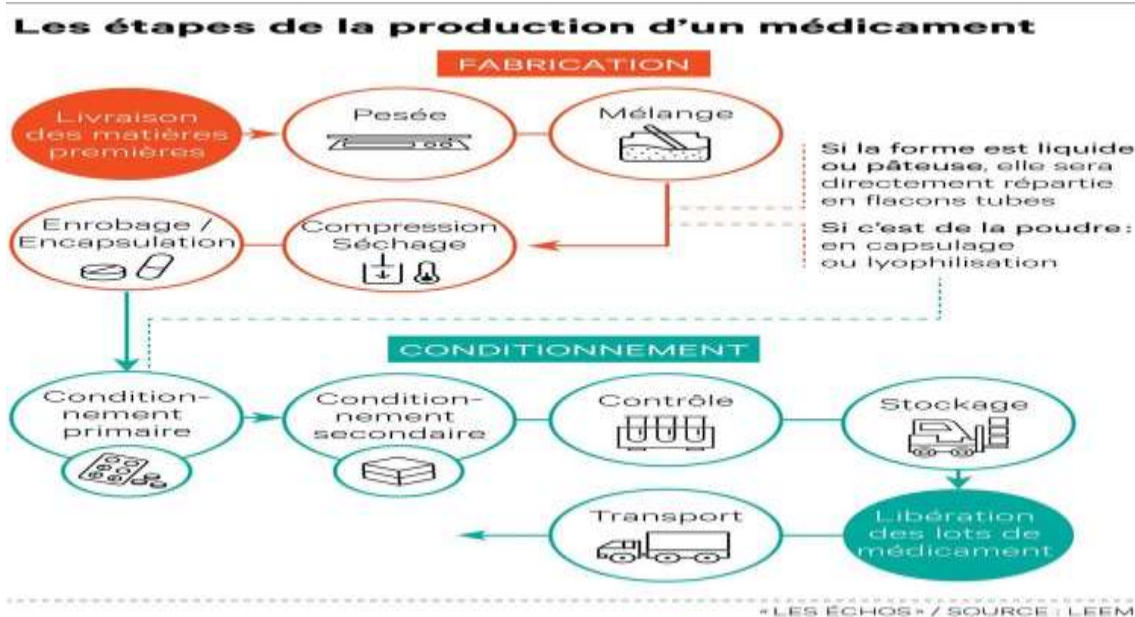 Les étapes de la production d'un médicament
FABRICATION
Livraison
des matières
premières
Pesée
Mélange
Si la forme est liquide
ou pâteuse, elle sera
directement répartie
en flacons tubes
Si c'est de la poudre :
en capsulage
ou lyophilisation
Compression
Séchage
Enrobage /
Encapsulation
CONDITIONNEMENT
Condition-
nement
primaire
Condition-
nement
secondaire
Contrôle
Stockage
Libération
des lots de
médicament
Transport
« LES ÉCHOS » / SOURCE : LEEM